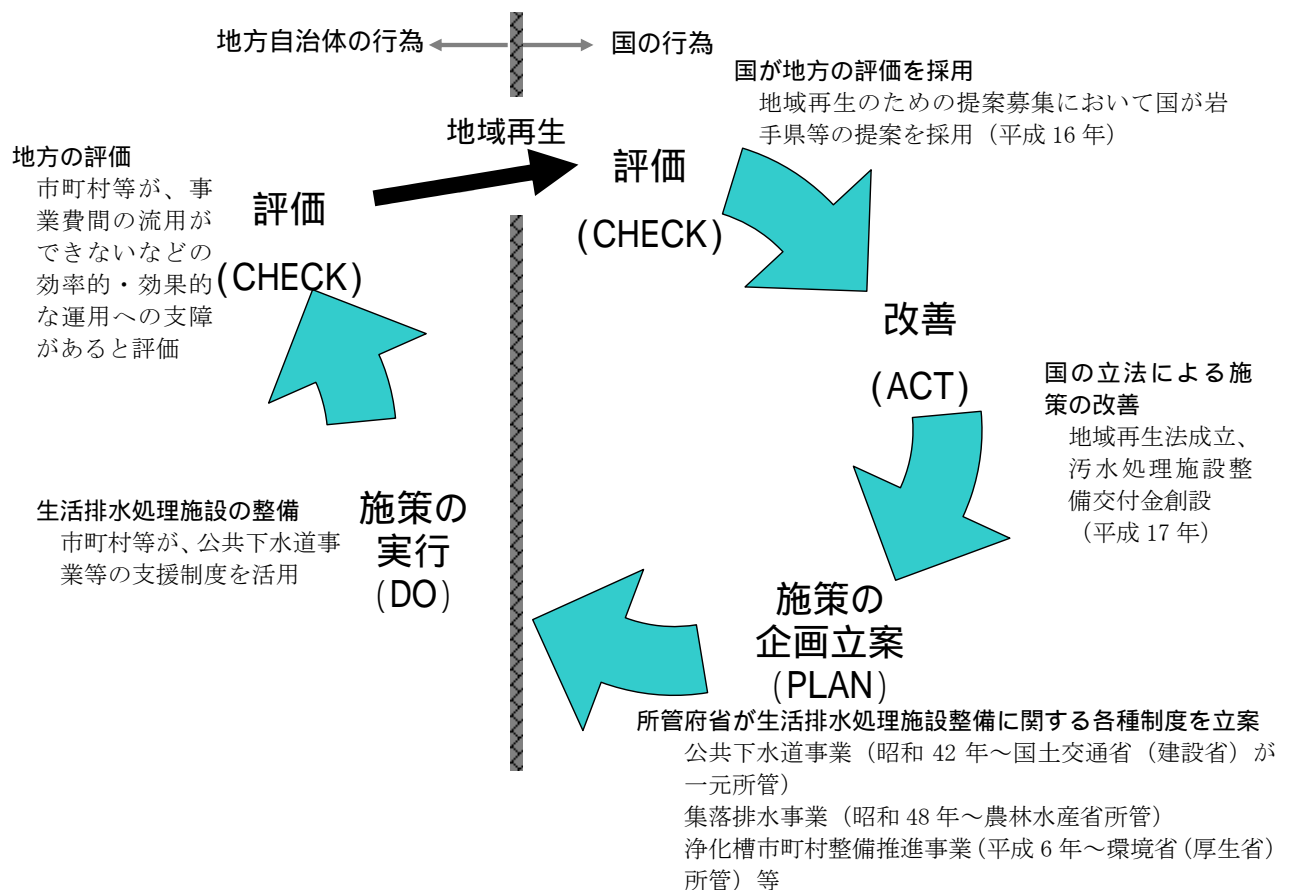 地方自治体の行為
国の行為
国が地方の評価を採用
地域再生のための提案募集において国が岩
手県等の提案を採用（平成 16 年）
地域再生
地方の評価
市町村等が、事
業費間の流用が
できないなどの
効率的・効果的
な運用への支障
があると評価
評価
(CHECK)
評価
(CHECK)
改善
(ACT)
国の立法による施
策の改善
地域再生法成立、
汚水処理施設整
備交付金創設
（平成 17 年）
生活排水処理施設の整備
市町村等が、公共下水道事
業等の支援制度を活用
施策の
実行
(DO)
施策の
企画立案
(PLAN)
所管府省が生活排水処理施設整備に関する各種制度を立案
公共下水道事業（昭和 42 年～国土交通省（建設省）が
一元所管）
集落排水事業（昭和 48 年～農林水産省所管）
浄化槽市町村整備推進事業（平成 6 年～環境省（厚生省）
所管）等